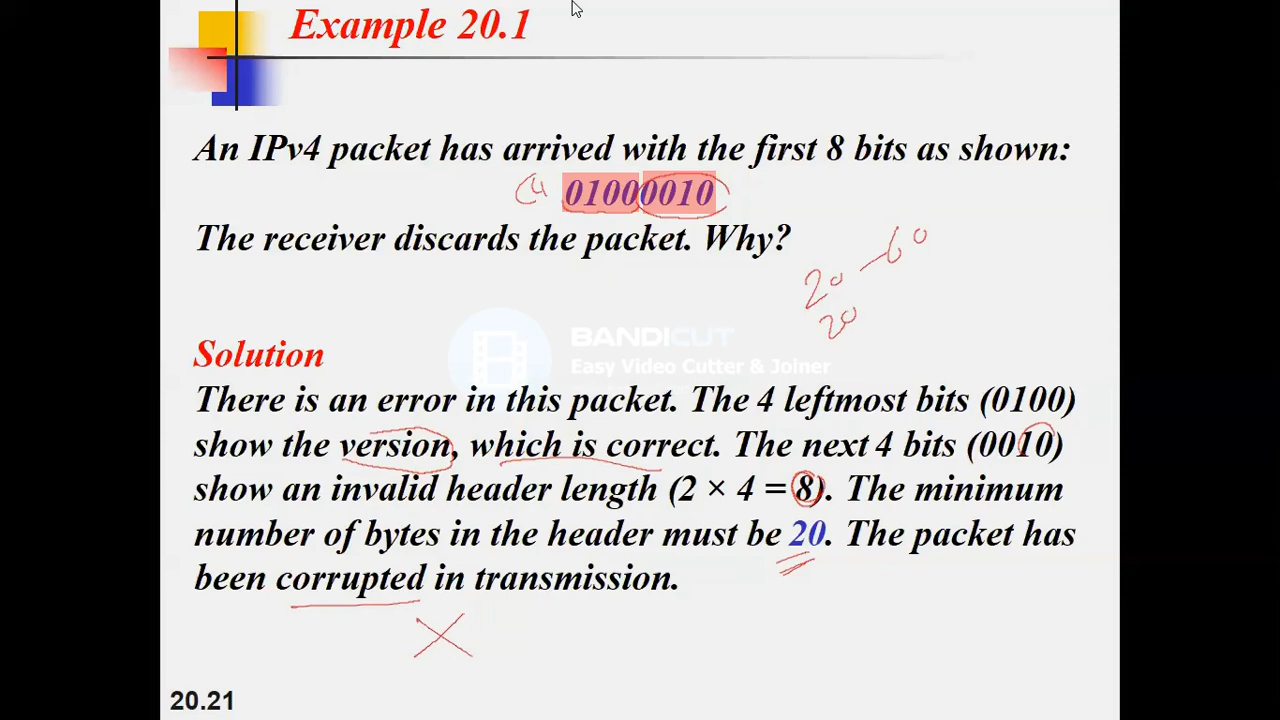 Example 20.1
An IPv4 packet has arrived with the first 8 bits as shown:
4 01000010
The receiver discards the packet. Why?
20 - 60
20
BANDICUT
Easy Video Cutter & Joiner
Solution
There is an error in this packet. The 4 leftmost bits (0100)
show the version, which is correct. The next 4 bits (0010)
show an invalid header length (2 × 4 = 8). The minimum
number of bytes in the header must be 20. The packet has
been corrupted in transmission.
20.21